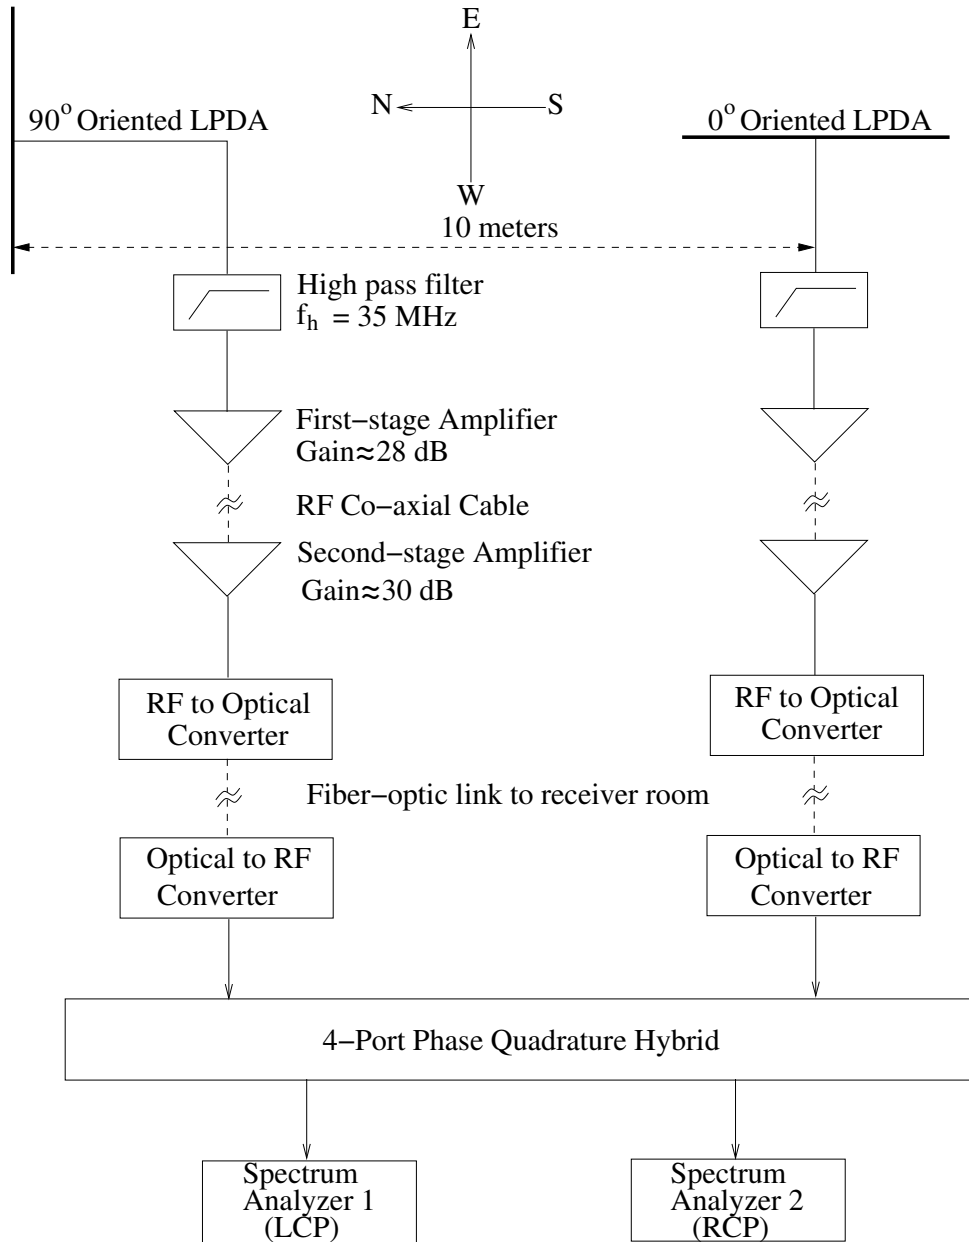 E
N
S
W
90° Oriented LPDA
0° Oriented LPDA
10 meters
High pass filter
f_h = 35 MHz
First−stage Amplifier
Gain≈28 dB
RF Co−axial Cable
Second−stage Amplifier
Gain≈30 dB
RF to Optical
Converter
RF to Optical
Converter
Fiber−optic link to receiver room
Optical to RF
Converter
Optical to RF
Converter
4−Port Phase Quadrature Hybrid
Spectrum
Analyzer 1
(LCP)
Spectrum
Analyzer 2
(RCP)